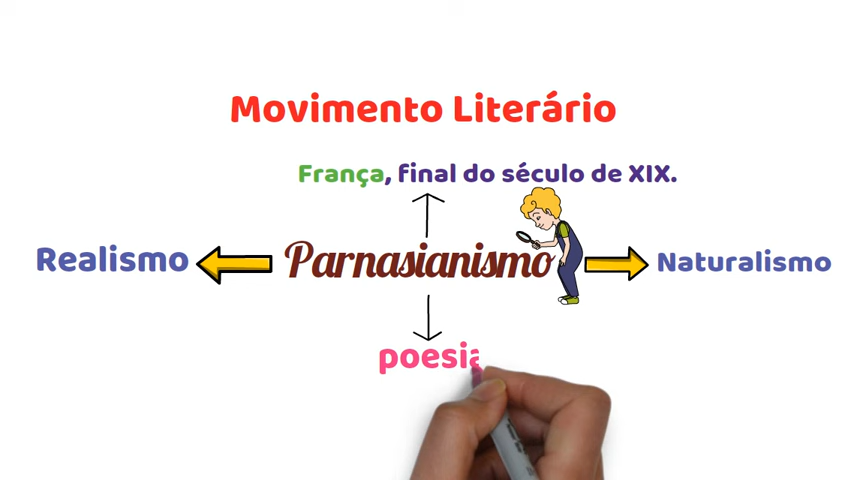 Movimento Literário
França, final do século de XIX.
Realismo
Parnasianismo
Naturalismo
poesia